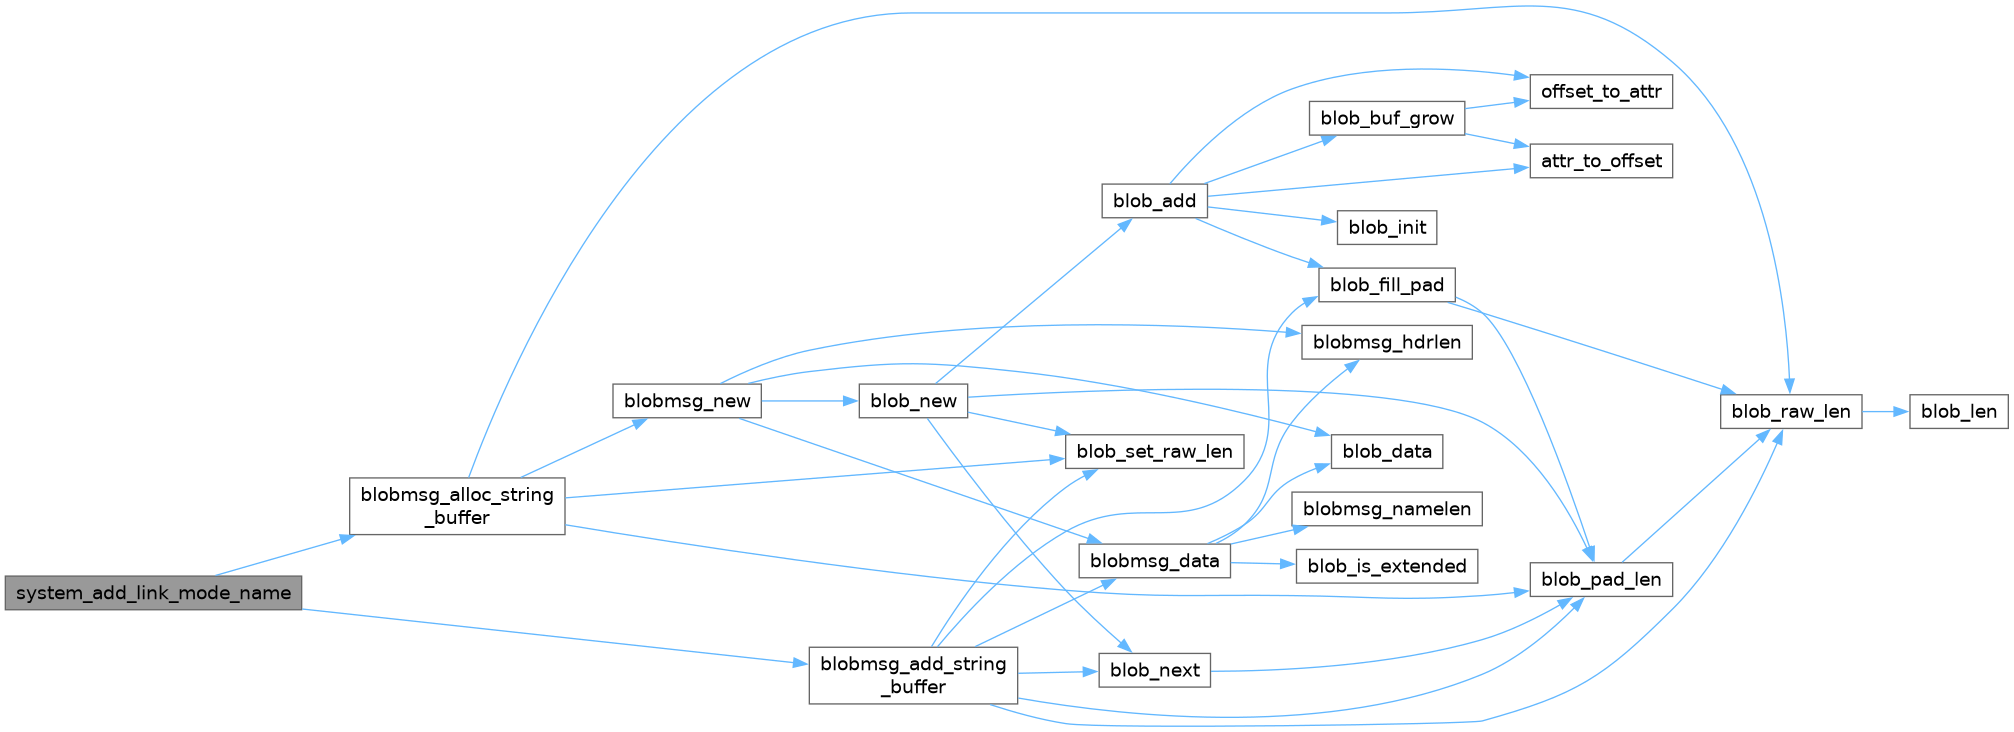 offset_to_attr
blob_buf_grow
attr_to_offset
blob_add
blob_init
blob_fill_pad
blobmsg_hdrlen
blobmsg_new
blob_new
blob_raw_len
blob_len
blob_set_raw_len
blob_data
blobmsg_alloc_string
_buffer
blobmsg_namelen
blobmsg_data
blob_is_extended
blob_pad_len
system_add_link_mode_name
blobmsg_add_string
_buffer
blob_next